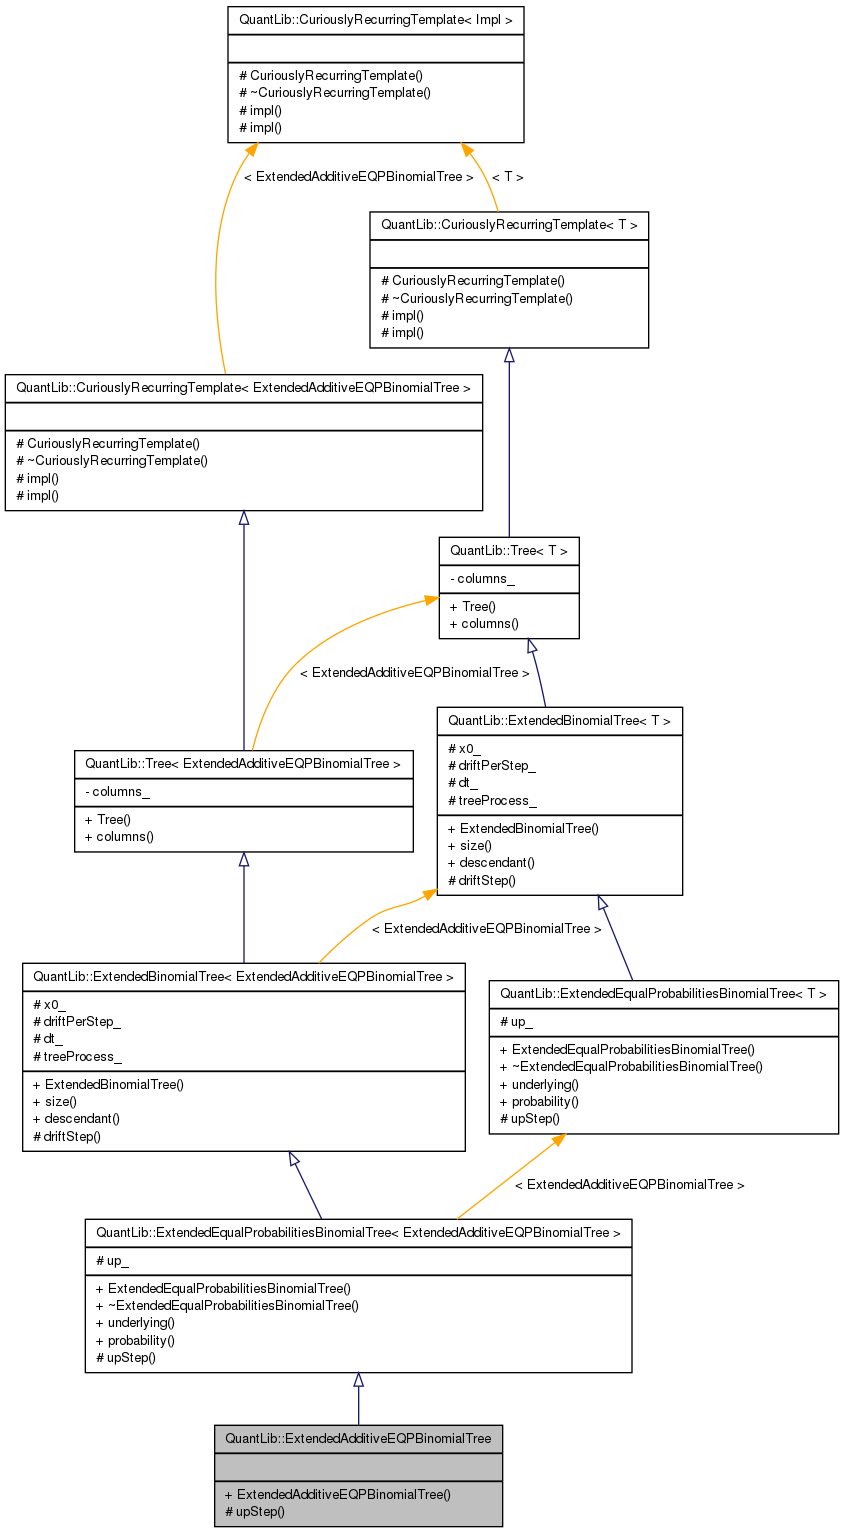 QuantLib::CuriouslyRecurringTemplate< Impl >
# CuriouslyRecurringTemplate()
# ~CuriouslyRecurringTemplate()
# impl()
# impl()
< ExtendedAdditiveEQPBinomialTree >
< T >
QuantLib::CuriouslyRecurringTemplate< T >
# CuriouslyRecurringTemplate()
# ~CuriouslyRecurringTemplate()
# impl()
# impl()
QuantLib::CuriouslyRecurringTemplate< ExtendedAdditiveEQPBinomialTree >
# CuriouslyRecurringTemplate()
# ~CuriouslyRecurringTemplate()
# impl()
# impl()
QuantLib::Tree< T >
- columns_
+ Tree()
+ columns()
< ExtendedAdditiveEQPBinomialTree >
QuantLib::ExtendedBinomialTree< T >
# x0_
# driftPerStep_
# dt_
# treeProcess_
+ ExtendedBinomialTree()
+ size()
+ descendant()
# driftStep()
QuantLib::Tree< ExtendedAdditiveEQPBinomialTree >
- columns_
+ Tree()
+ columns()
< ExtendedAdditiveEQPBinomialTree >
QuantLib::ExtendedBinomialTree< ExtendedAdditiveEQPBinomialTree >
# x0_
# driftPerStep_
# dt_
# treeProcess_
+ ExtendedBinomialTree()
+ size()
+ descendant()
# driftStep()
QuantLib::ExtendedEqualProbabilitiesBinomialTree< T >
# up_
+ ExtendedEqualProbabilitiesBinomialTree()
+ ~ExtendedEqualProbabilitiesBinomialTree()
+ underlying()
+ probability()
# upStep()
< ExtendedAdditiveEQPBinomialTree >
QuantLib::ExtendedEqualProbabilitiesBinomialTree< ExtendedAdditiveEQPBinomialTree >
# up_
+ ExtendedEqualProbabilitiesBinomialTree()
+ ~ExtendedEqualProbabilitiesBinomialTree()
+ underlying()
+ probability()
# upStep()
QuantLib::ExtendedAdditiveEQPBinomialTree
+ ExtendedAdditiveEQPBinomialTree()
# upStep()